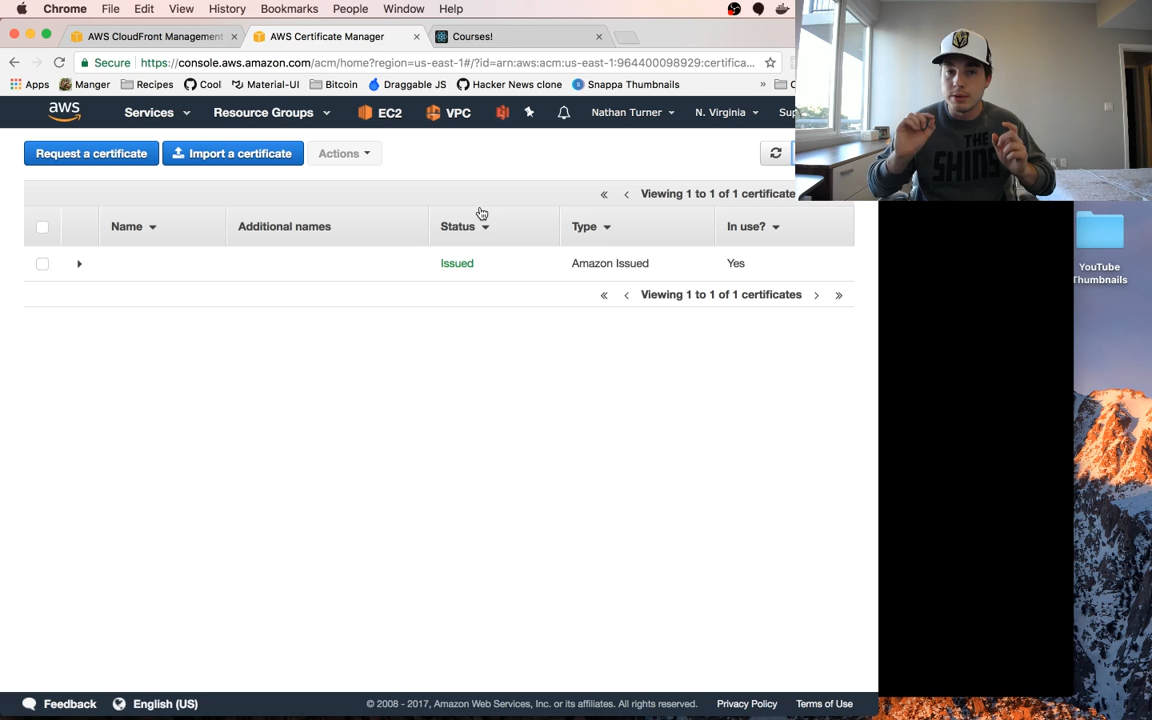 Chrome File Edit View History Bookmarks People Window Help
AWS CloudFront Management
AWS Certificate Manager
Courses!
Secure https://console.aws.amazon.com/acm/home?region=us-east-1#/?id=arn:aws:acm:us-east-1:964400098929:certifica...
Apps Manger Recipes Cool Material-UI Bitcoin Draggable JS Hacker News clone Snappa Thumbnails »
aws Services Resource Groups EC2 VPC Nathan Turner N. Virginia Sup
Request a certificate Import a certificate Actions
« ‹ Viewing 1 to 1 of 1 certificate
Name Additional names Status Type In use?
Issued Amazon Issued Yes
« ‹ Viewing 1 to 1 of 1 certificates › »
Feedback English (US) © 2008 - 2017, Amazon Web Services, Inc. or its affiliates. All rights reserved. Privacy Policy Terms of Use
THE
SHINS
YouTube
Thumbnails